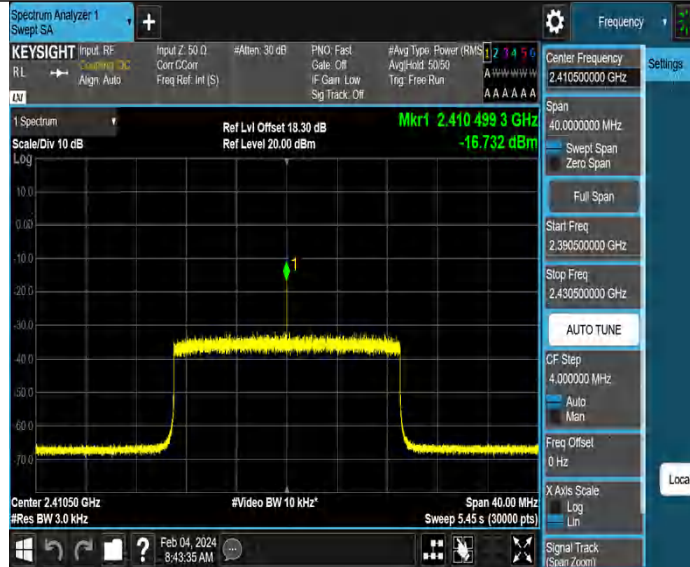 Spectrum Analyzer 1
Swept SA
+
Frequency
KEYSIGHT
Input: RF
Coupling: DC
Align: Auto
Input Z: 50 Ω
Corr CCorr
Freq Ref: Int (S)
#Atten: 30 dB
PNO: Fast
Gate: Off
IF Gain: Low
Sig Track: Off
#Avg Type: Power (RMS
Avg|Hold: 50/50
Trig: Free Run
1 2 3 4 5 6
A W W W W W
A A A A A A
RL
LXI
1 Spectrum
Scale/Div 10 dB
Ref Lvl Offset 18.30 dB
Ref Level 20.00 dBm
Mkr1 2.410 499 3 GHz
-16.732 dBm
Log
10.0
0.00
-10.0
-20.0
-30.0
-40.0
-50.0
-60.0
-70.0
1
Center 2.41050 GHz
#Res BW 3.0 kHz
#Video BW 10 kHz*
Span 40.00 MHz
Sweep 5.45 s (30000 pts)
?
Feb 04, 2024
8:43:35 AM
Center Frequency
2.410500000 GHz
Span
40.0000000 MHz
Swept Span
Zero Span
Full Span
Start Freq
2.390500000 GHz
Stop Freq
2.430500000 GHz
AUTO TUNE
CF Step
4.000000 MHz
Auto
Man
Freq Offset
0 Hz
X Axis Scale
Log
Lin
Signal Track
(Span Zoom)
Settings
Loca